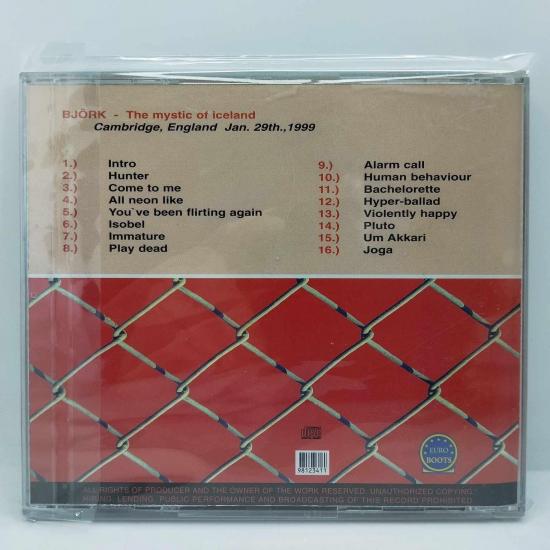 BJÖRK - The mystic of iceland
Cambridge, England Jan. 29th.,1999
1.) Intro
2.) Hunter
3.) Come to me
4.) All neon like
5.) You`ve been flirting again
6.) Isobel
7.) Immature
8.) Play dead
9.) Alarm call
10.) Human behaviour
11.) Bachelorette
12.) Hyper-ballad
13.) Violently happy
14.) Pluto
15.) Um Akkari
16.) Joga
98123411
EURO
BOOTS
ALL RIGHTS OF PRODUCER AND THE OWNER OF THE WORK RESERVED. UNAUTHORIZED COPYING,
HIRING, LENDING, PUBLIC PERFORMANCE AND BROADCASTING OF THIS RECORD PROHIBITED